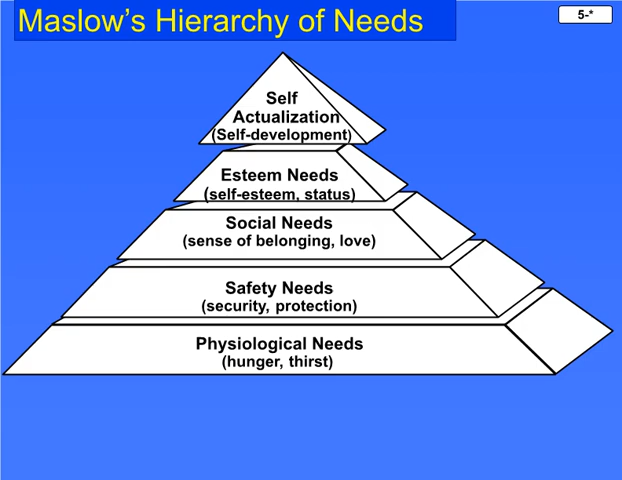 Maslow’s Hierarchy of Needs
5-*
Self
Actualization
(Self-development)
Esteem Needs
(self-esteem, status)
Social Needs
(sense of belonging, love)
Safety Needs
(security, protection)
Physiological Needs
(hunger, thirst)